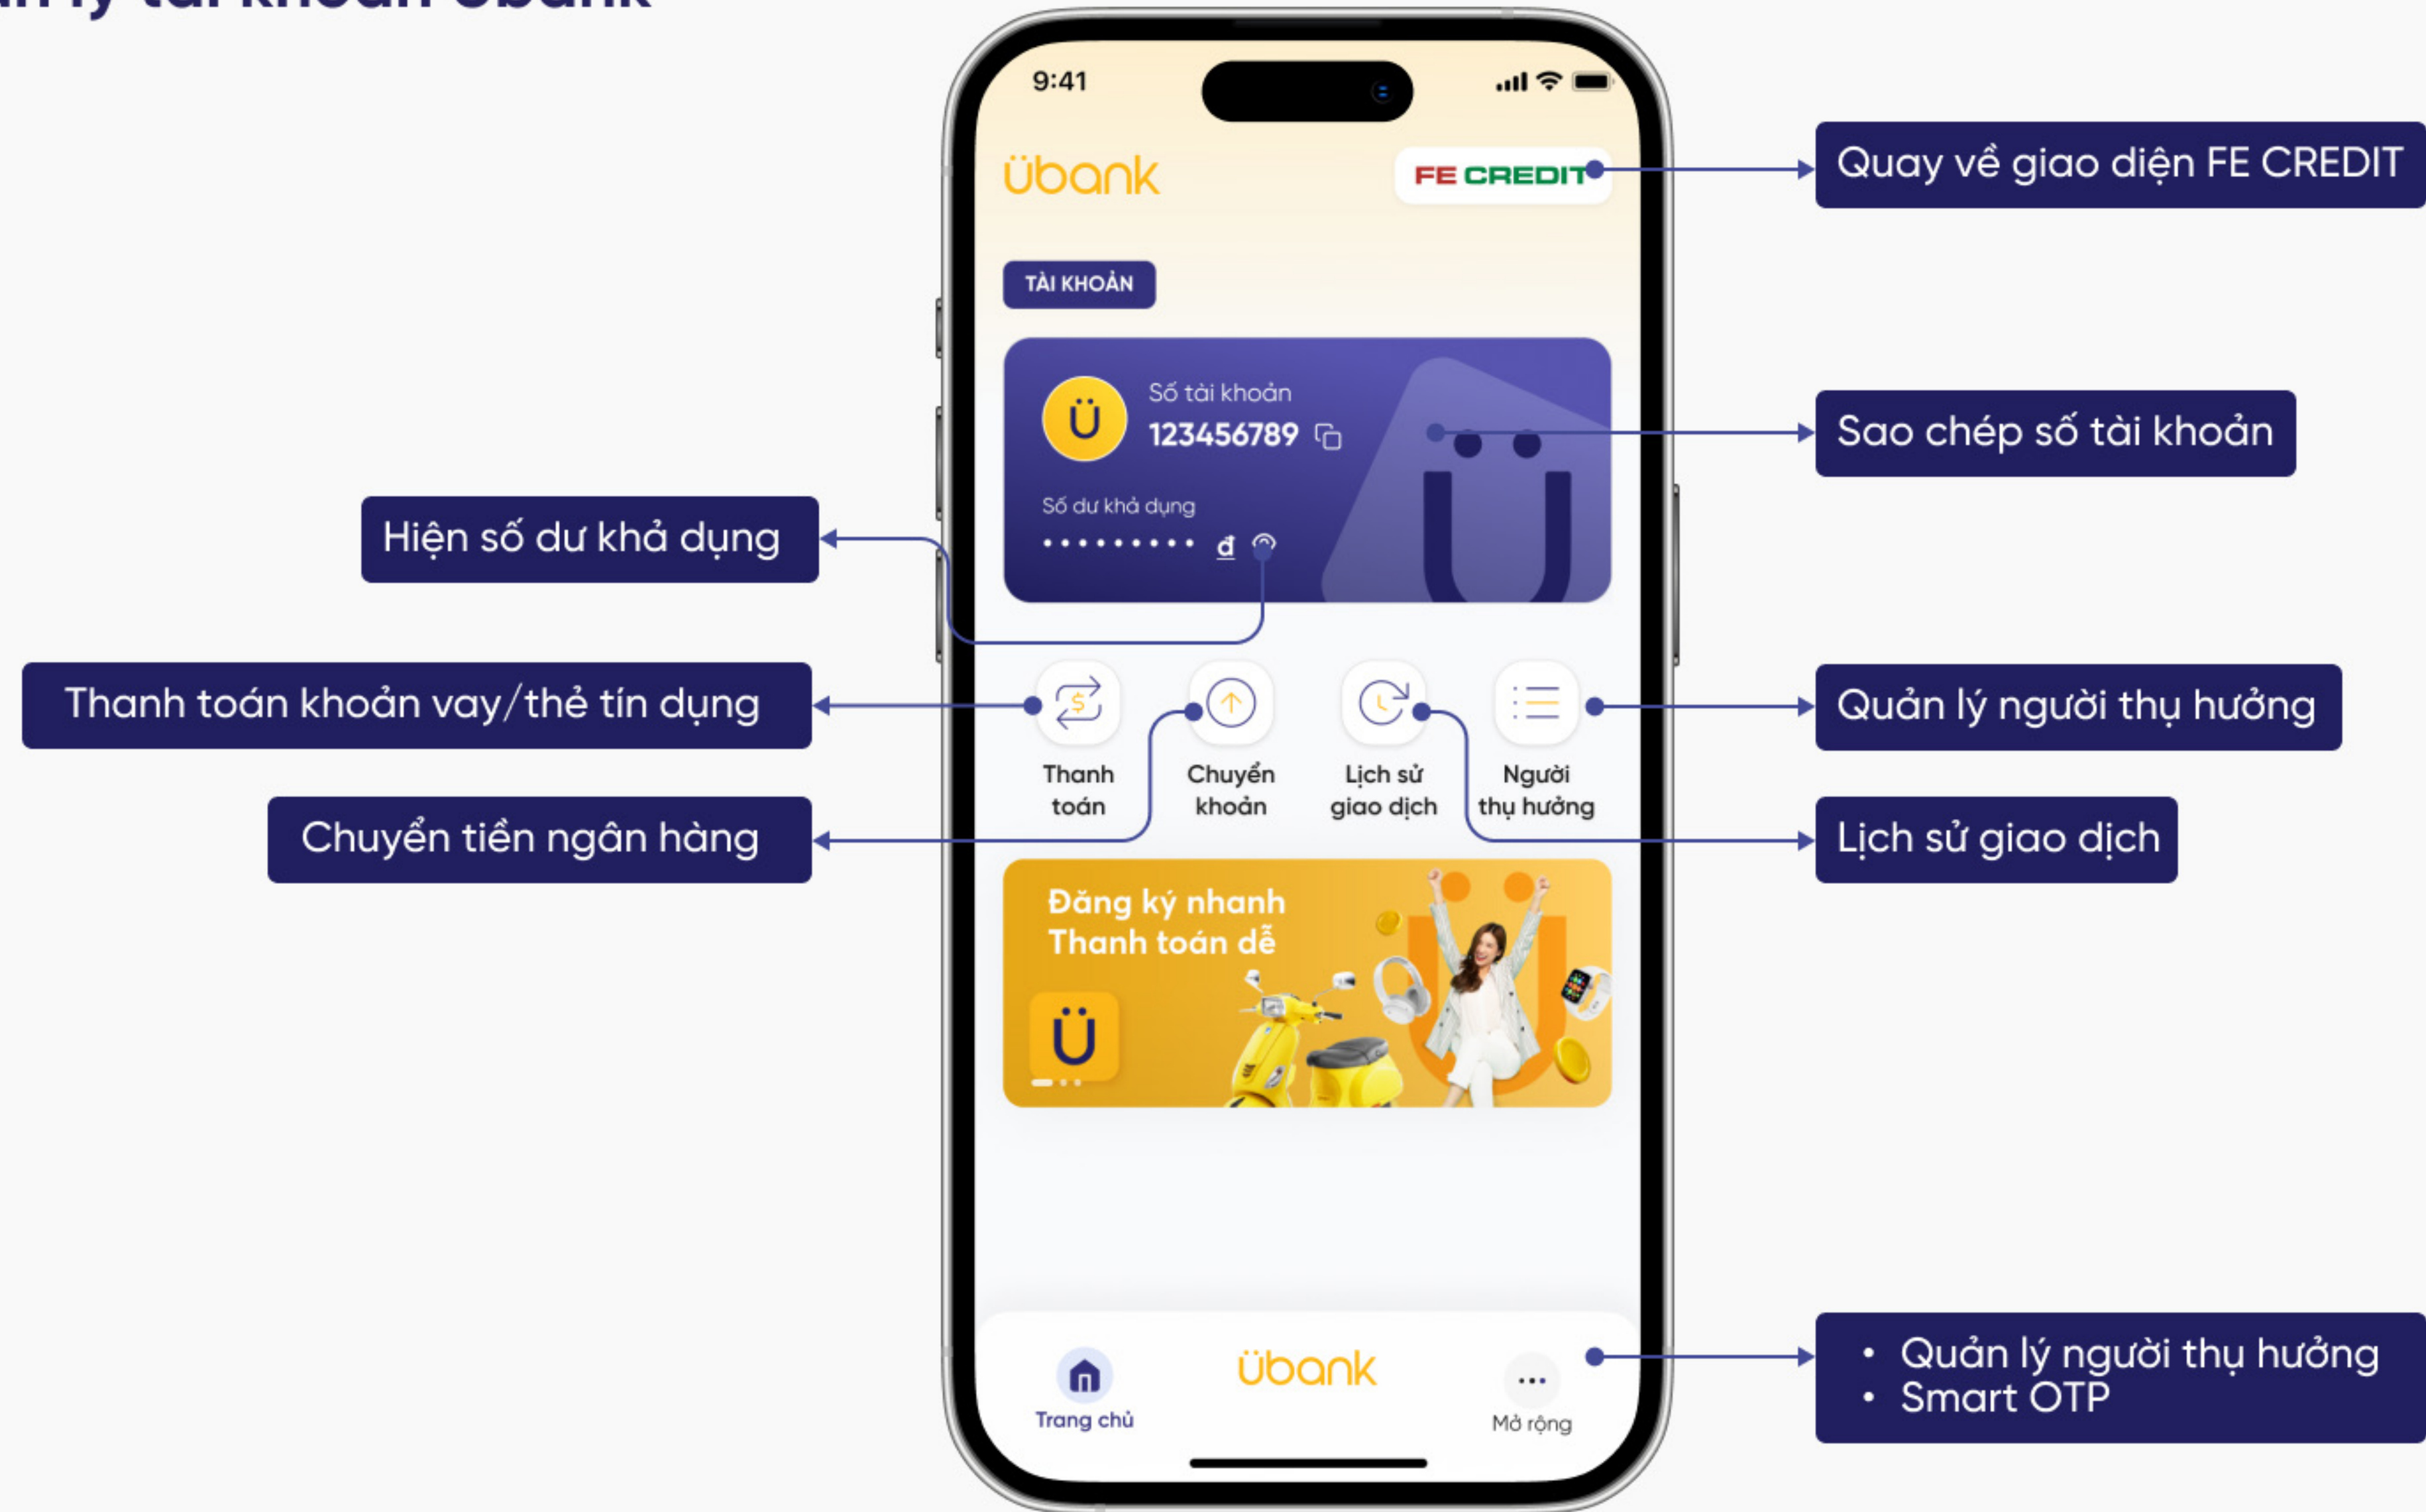 lý tài khoản Übank
9:41
übank
FE CREDIT
Quay về giao diện FE CREDIT
TÀI KHOẢN
Ü
Số tài khoản
123456789
Sao chép số tài khoản
Số dư khả dụng
đ
Ü
Hiện số dư khả dụng
Thanh toán khoản vay/thẻ tín dụng
$
Quản lý người thụ hưởng
Thanh
toán
Chuyển
khoản
Lịch sử
giao dịch
Người
thụ hưởng
Chuyển tiền ngân hàng
Lịch sử giao dịch
Đăng ký nhanh
Thanh toán dễ
Ü
Ü
• Quản lý người thụ hưởng
• Smart OTP
Trang chủ
übank
Mở rộng